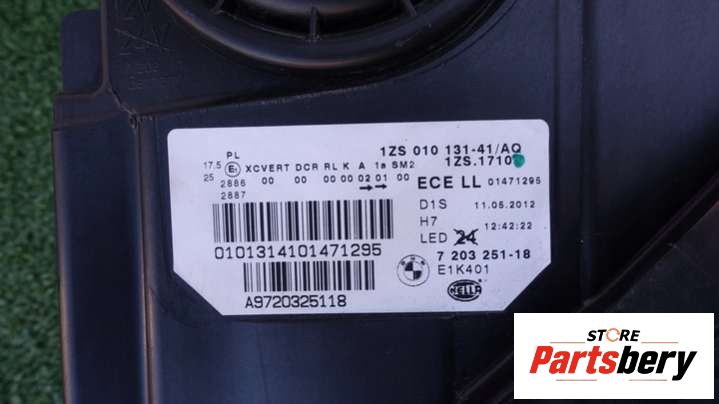 PL
17.5 E1 XCVERT DCR RL K A 1a SM2
25
2886 00 00 00 00 02 01 00
2887
0101314101471295
A9720325118
1ZS 010 131-41/AQ
1ZS.1710
ECE LL 01471295
D1S 11.05.2012
H7 12:42:22
LED 24
7 203 251-18
E1K401
HELLA
STORE
Partsbery